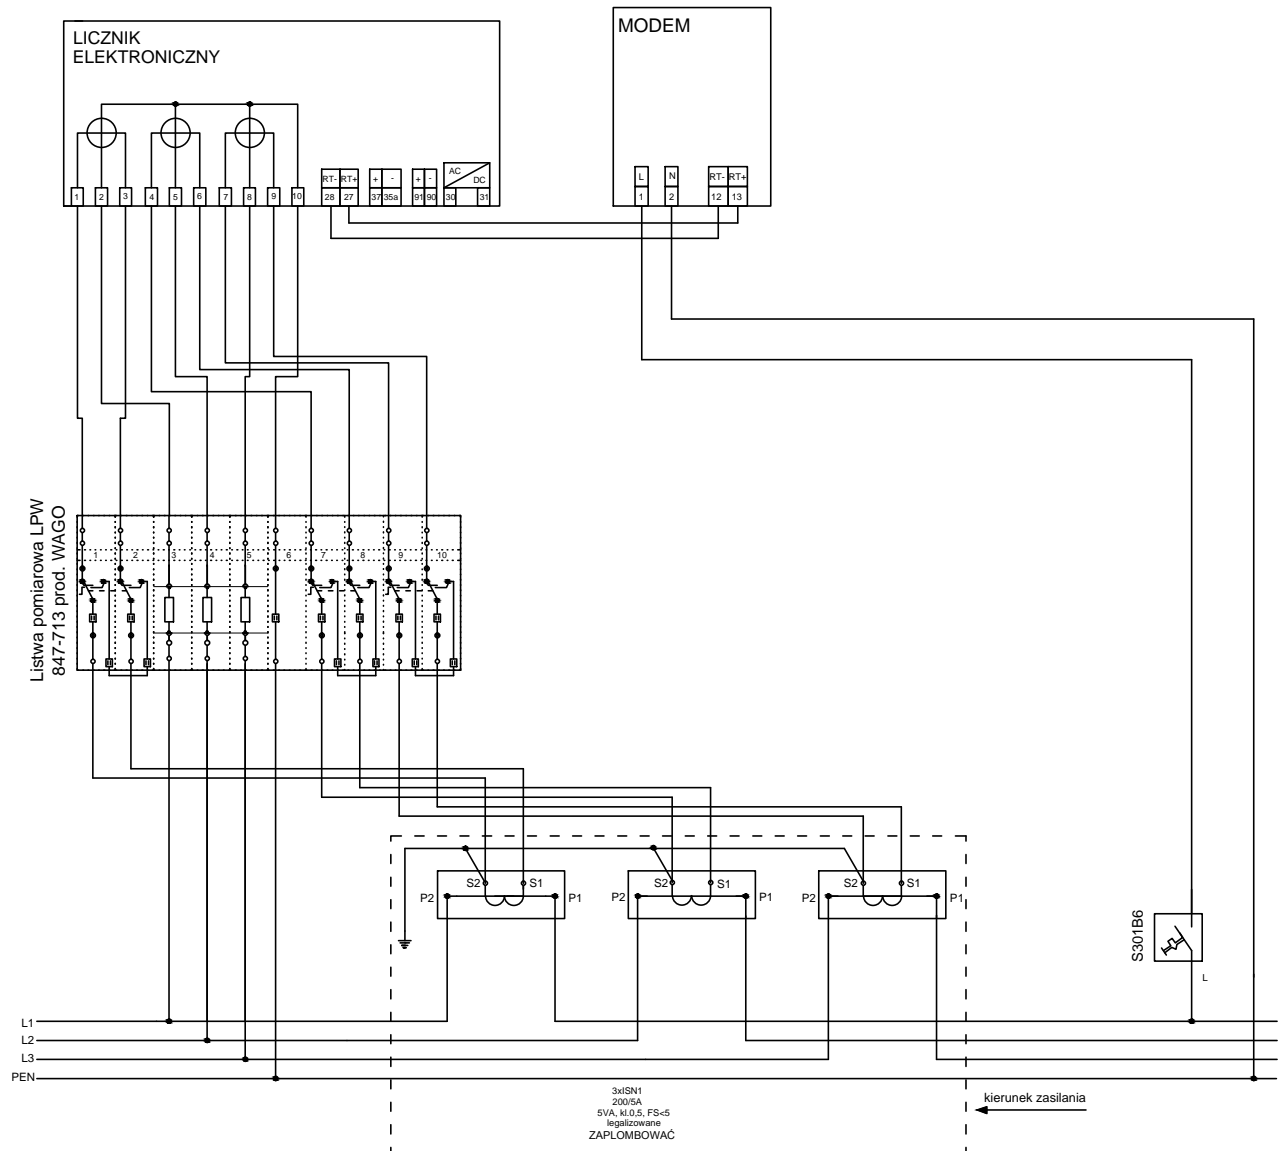 LICZNIK
ELEKTRONICZNY
MODEM
RT- RT+ + - + - AC DC
1 2 3 4 5 6 7 8 9 10 28 27 37 35a 91 90 30 31
L N RT- RT+
1 2 12 13
Listwa pomiarowa LPW
847-713 prod. WAGO
1 2 3 4 5 6 7 8 9 10
S2 S1 S2 S1 S2 S1
P2 P1 P2 P1 P2 P1
S301B6
L
L1
L2
L3
PEN
3xISN1
200/5A
5VA, kl.0,5, FS<5
legalizowane
ZAPLOMBOWAĆ
kierunek zasilania